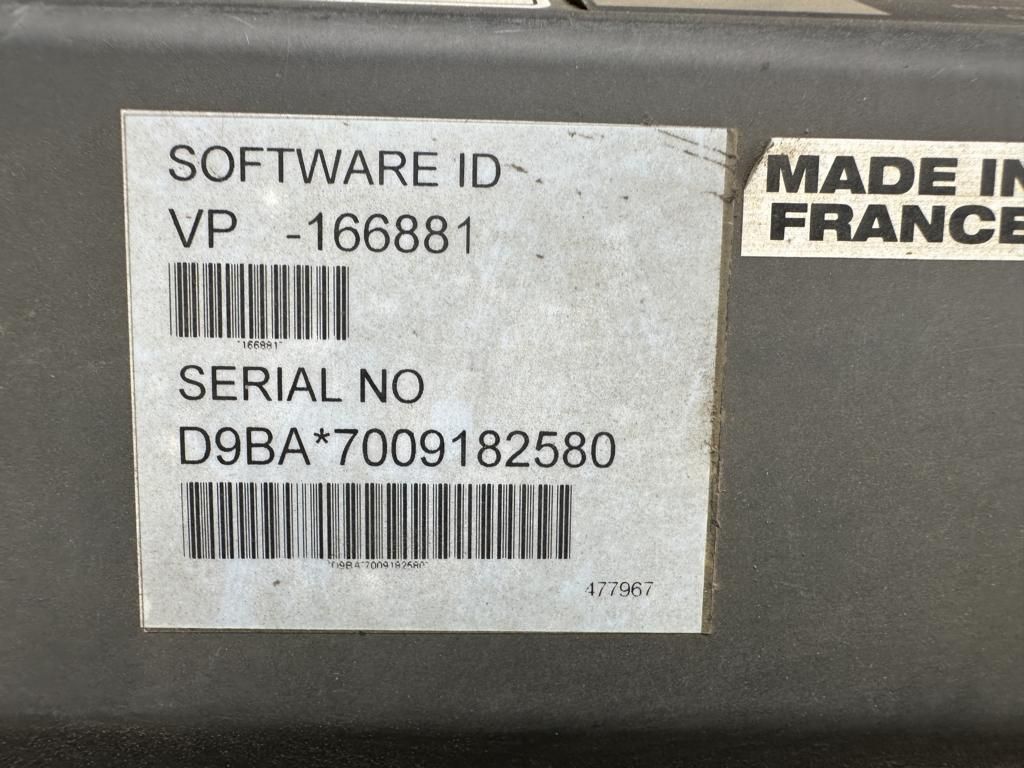 SOFTWARE ID
VP -166881
*166881*
SERIAL NO
D9BA*7009182580
*D9BA*7009182580*
477967
MADE IN
FRANCE